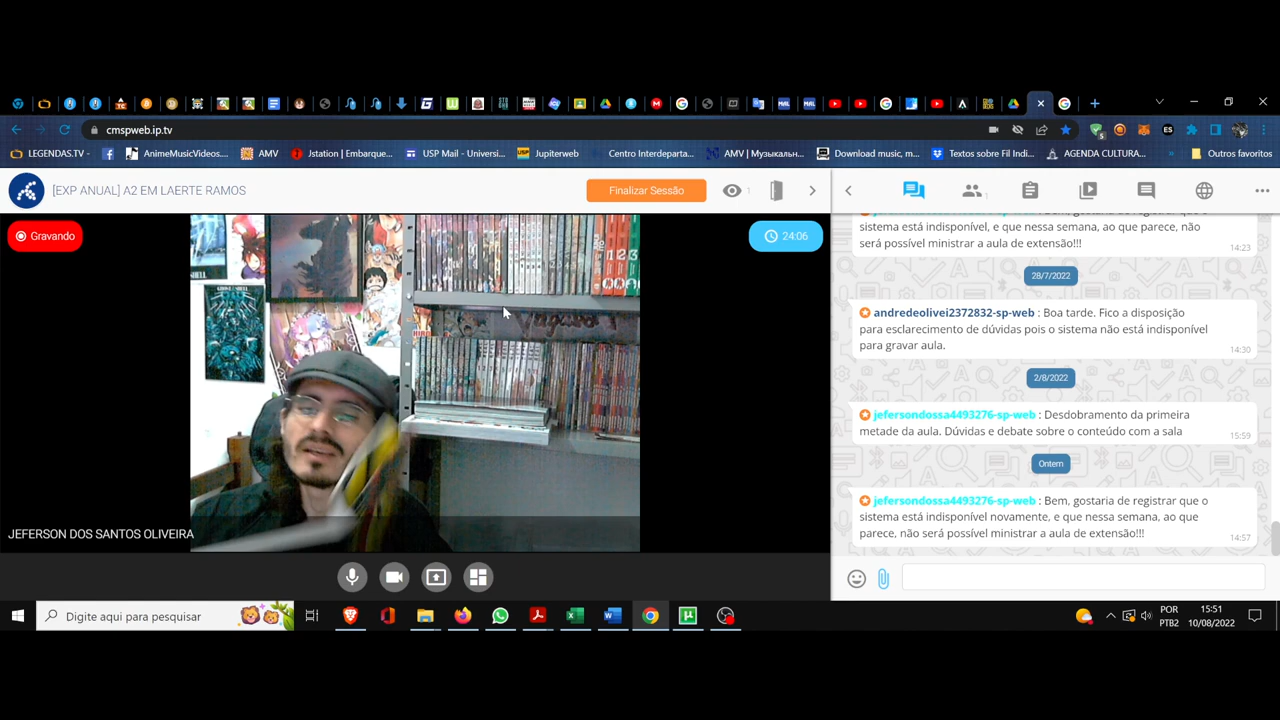 cmspweb.ip.tv
LEGENDAS.TV -
AnimeMusicVideos....
AMV
Jstation | Embarque...
USP Mail - Universi...
Jupiterweb
Centro Interdeparta...
AMV | Музыкальн...
Download music, m...
Textos sobre Fil Indi...
AGENDA CULTURA...
»
Outros favoritos
[EXP ANUAL] A2 EM LAERTE RAMOS
Finalizar Sessão
1
1
Gravando
24:06
JEFERSON DOS SANTOS OLIVEIRA
sistema está indisponível, e que nessa semana, ao que parece, não
será possível ministrar a aula de extensão!!!
14:23
28/7/2022
andredeolivei2372832-sp-web : Boa tarde. Fico a disposição
para esclarecimento de dúvidas pois o sistema não está indisponível
para gravar aula.
14:30
2/8/2022
jefersondossa4493276-sp-web : Desdobramento da primeira
metade da aula. Dúvidas e debate sobre o conteúdo com a sala
15:59
Ontem
jefersondossa4493276-sp-web : Bem, gostaria de registrar que o
sistema está indisponível novamente, e que nessa semana, ao que
parece, não será possível ministrar a aula de extensão!!!
14:57
Digite aqui para pesquisar
POR
PTB2
15:51
10/08/2022